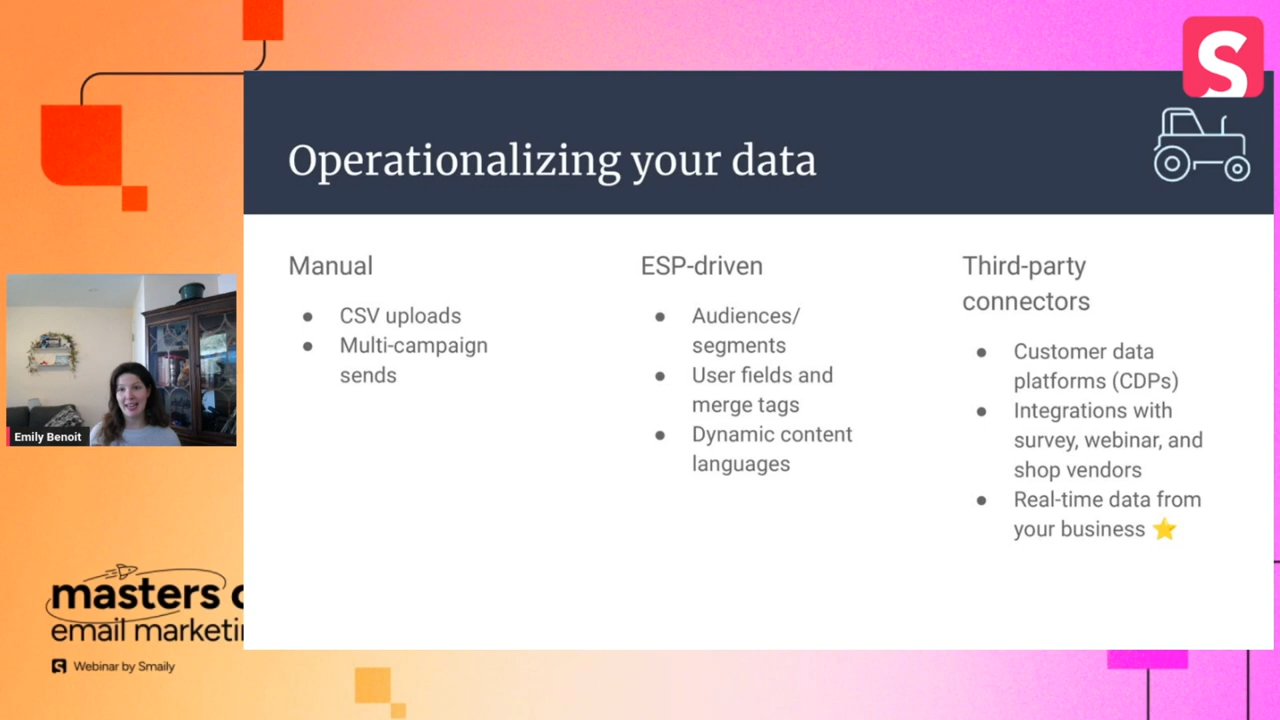 Operationalizing your data
Manual
CSV uploads
Multi-campaign
sends
ESP-driven
Audiences/
segments
User fields and
merge tags
Dynamic content
languages
Third-party
connectors
Customer data
platforms (CDPs)
Integrations with
survey, webinar, and
shop vendors
Real-time data from
your business ⭐
Emily Benoit
masters
email marketi
Webinar by Smaily
S